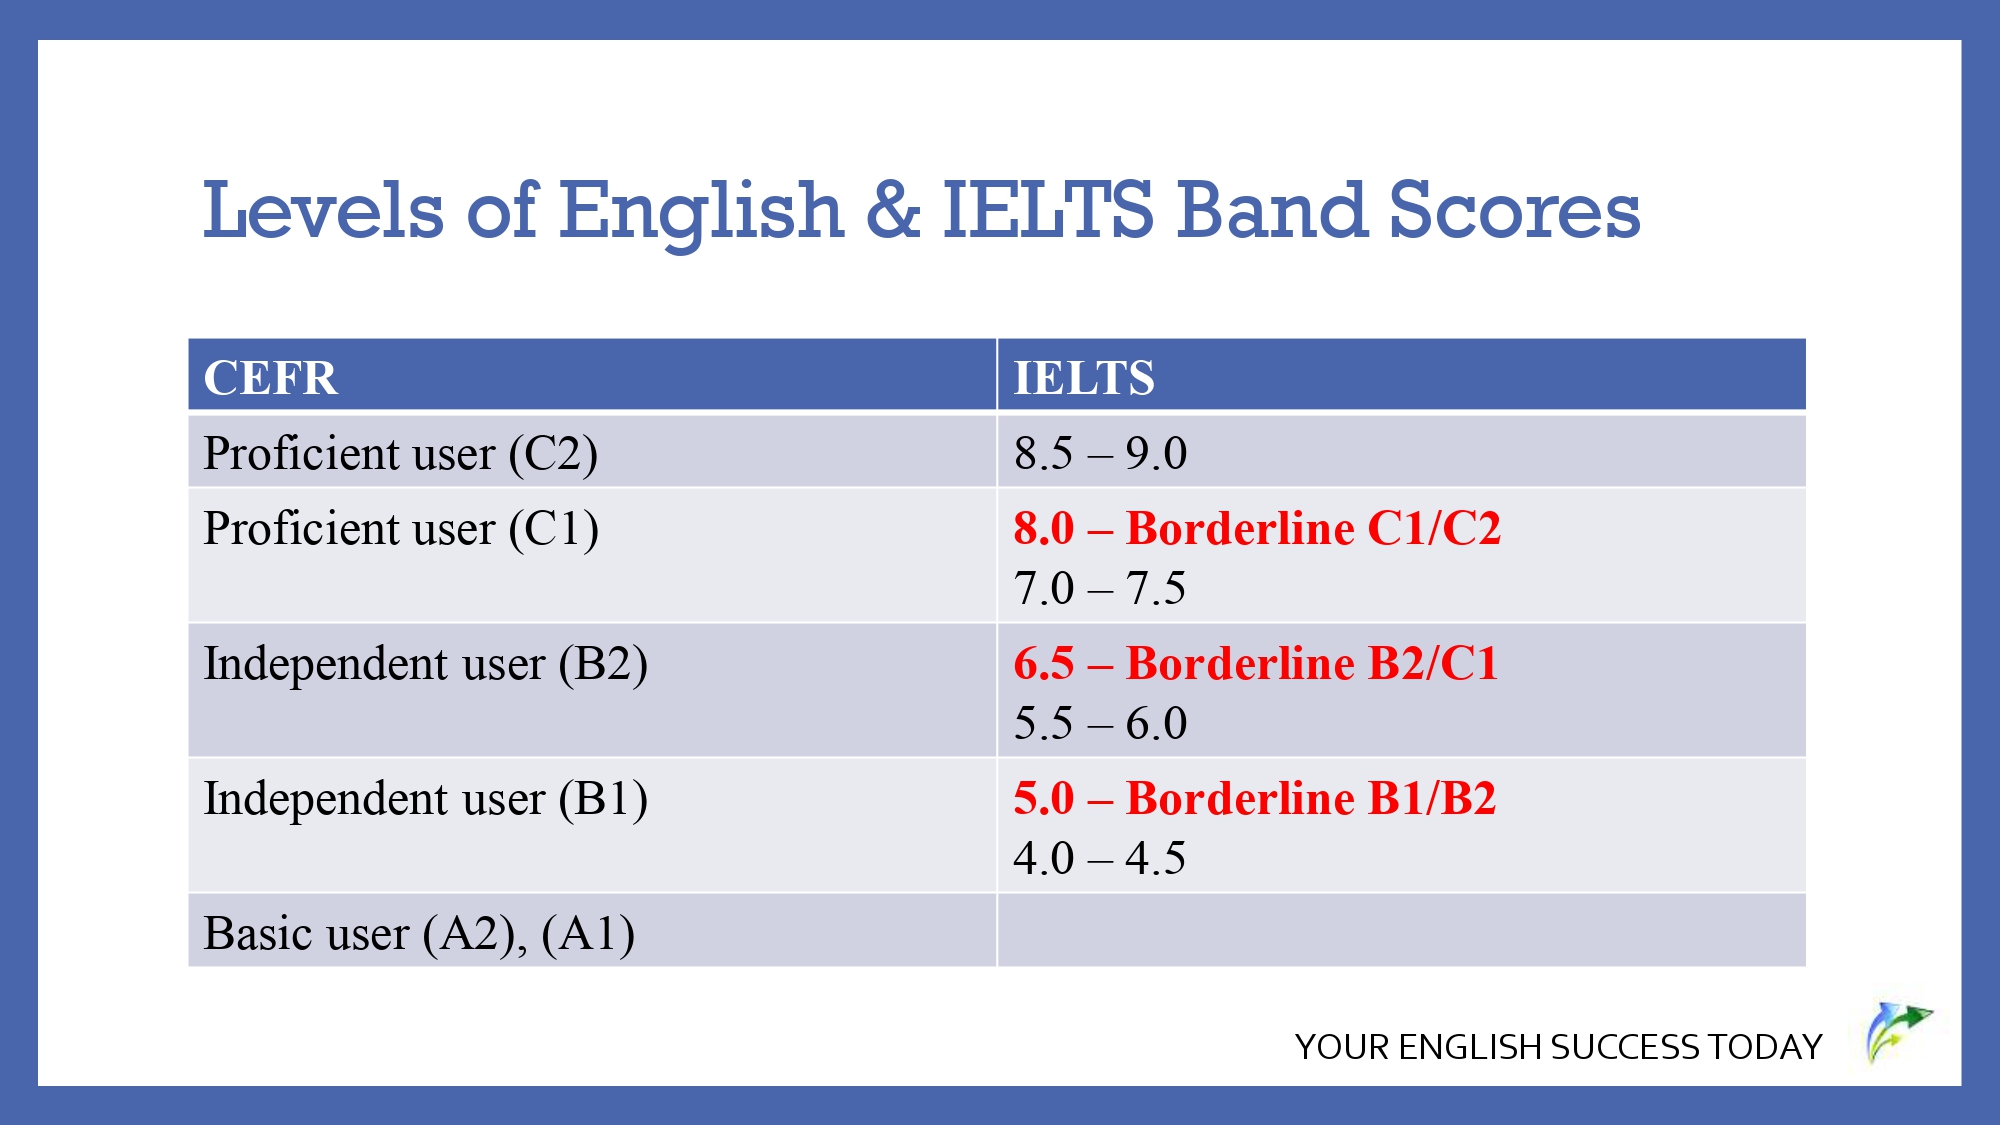 Levels of English & IELTS Band Scores
CEFR IELTS
Proficient user (C2) 8.5 – 9.0
Proficient user (C1) 8.0 – Borderline C1/C2
7.0 – 7.5
Independent user (B2) 6.5 – Borderline B2/C1
5.5 – 6.0
Independent user (B1) 5.0 – Borderline B1/B2
4.0 – 4.5
Basic user (A2), (A1)
YOUR ENGLISH SUCCESS TODAY